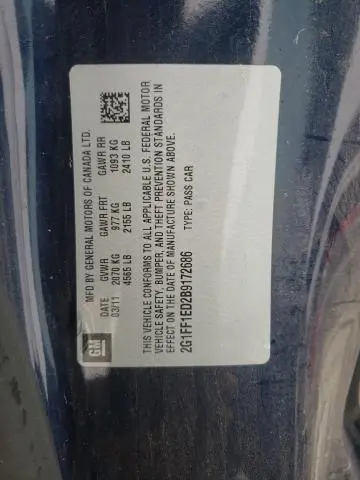 GM
MFD BY GENERAL MOTORS OF CANADA LTD.
DATE GVWR GAWR FRT GAWR RR
03/11 2070 KG 977 KG 1093 KG
4565 LB 2155 LB 2410 LB
THIS VEHICLE CONFORMS TO ALL APPLICABLE U.S. FEDERAL MOTOR
VEHICLE SAFETY, BUMPER, AND THEFT PREVENTION STANDARDS IN
EFFECT ON THE DATE OF MANUFACTURE SHOWN ABOVE.
2G1FF1ED2B9172686 TYPE: PASS CAR